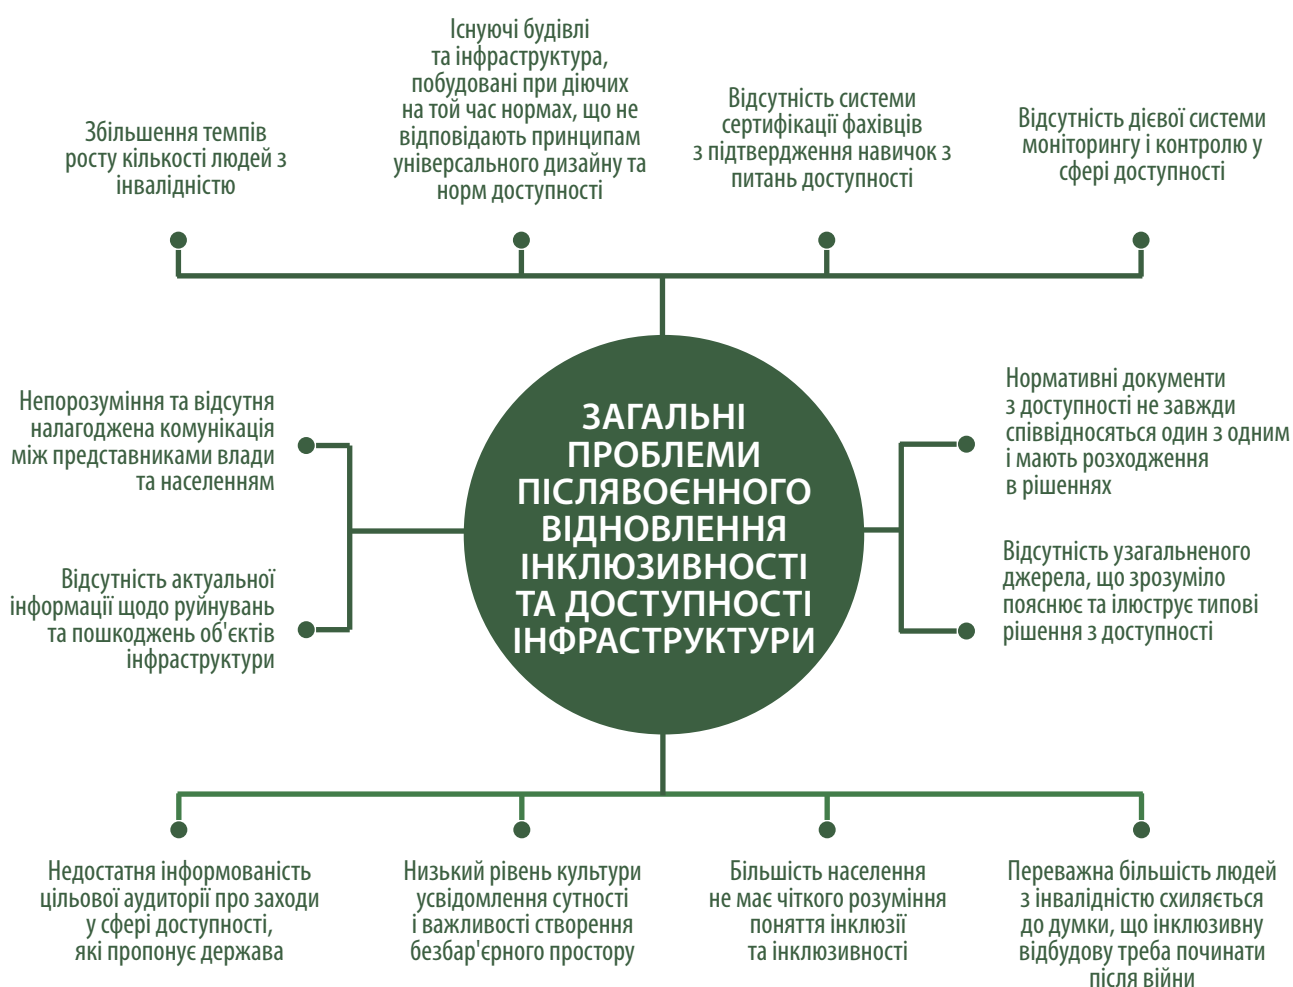 Збільшення темпів
росту кількості людей з
інвалідністю
Існуючі будівлі
та інфраструктура,
побудовані при діючих
на той час нормах, що не
відповідають принципам
універсального дизайну та
норм доступності
Відсутність системи
сертифікації фахівців
з підтвердження навичок з
питань доступності
Відсутність дієвої системи
моніторингу і контролю у
сфері доступності
Непорозуміння та відсутня
налагоджена комунікація
між представниками влади
та населенням
Відсутність актуальної
інформації щодо руйнувань
та пошкоджень об'єктів
інфраструктури
ЗАГАЛЬНІ
ПРОБЛЕМИ
ПІСЛЯВОЄННОГО
ВІДНОВЛЕННЯ
ІНКЛЮЗИВНОСТІ
ТА ДОСТУПНОСТІ
ІНФРАСТРУКТУРИ
Нормативні документи
з доступності не завжди
співвідносяться один з одним
і мають розходження
в рішеннях
Відсутність узагальненого
джерела, що зрозуміло
пояснює та ілюструє типові
рішення з доступності
Недостатня інформованість
цільової аудиторії про заходи
у сфері доступності,
які пропонує держава
Низький рівень культури
усвідомлення сутності
і важливості створення
безбар'єрного простору
Більшість населення
не має чіткого розуміння
поняття інклюзії
та інклюзивності
Переважна більшість людей
з інвалідністю схиляється
до думки, що інклюзивну
відбудову треба починати
після війни